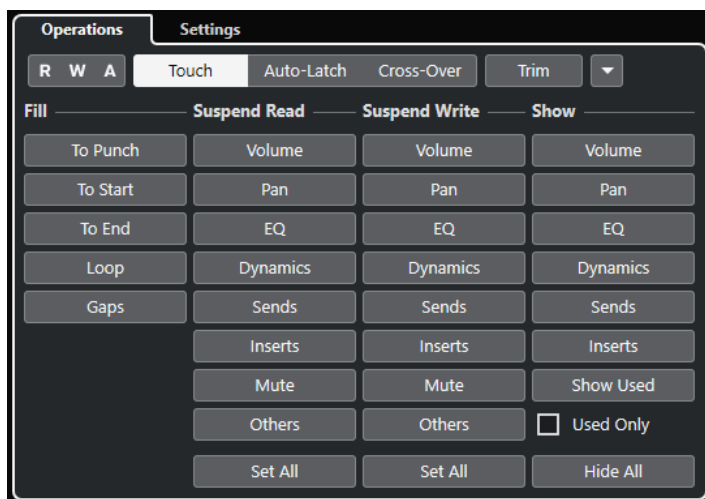 Operations Settings
R W A Touch Auto-Latch Cross-Over Trim
Fill Suspend Read Suspend Write Show
To Punch Volume Volume Volume
To Start Pan Pan Pan
To End EQ EQ EQ
Loop Dynamics Dynamics Dynamics
Gaps Sends Sends Sends
Inserts Inserts Inserts
Mute Mute Show Used
Others Others Used Only
Set All Set All Hide All